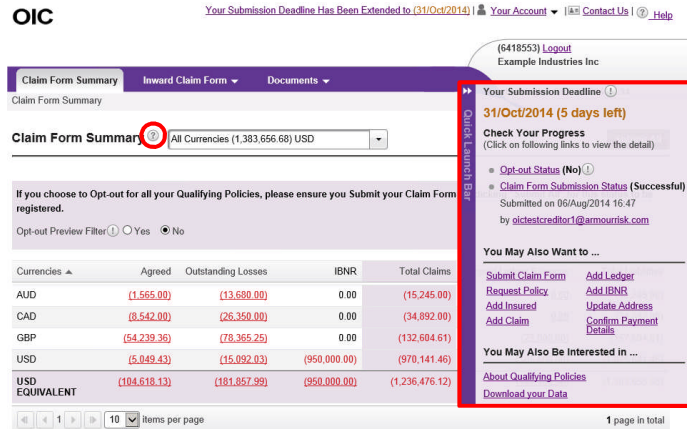 OIC
Your Submission Deadline Has Been Extended to (31/Oct/2014) | Your Account | Contact Us | ? Help
(6418553) Logout
Example Industries Inc
Claim Form Summary Inward Claim Form Documents
Claim Form Summary
Claim Form Summary ? All Currencies (1,383,656.68) USD
If you choose to Opt-out for all your Qualifying Policies, please ensure you Submit your Claim Form
registered.
Opt-out Preview Filter ! Yes No
Currencies Agreed Outstanding Losses IBNR Total Claims
AUD (1,565.00) (13,680.00) 0.00 (15,245.00)
CAD (8,542.00) (26,350.00) 0.00 (34,892.00)
GBP (54,239.36) (78,365.25) 0.00 (132,604.61)
USD (5,049.43) (15,092.03) (950,000.00) (970,141.46)
USD EQUIVALENT (104,618.13) (181,857.99) (950,000.00) (1,236,476.12)
1 10 items per page
1 page in total
Quick Launch Bar
Your Submission Deadline !
31/Oct/2014 (5 days left)
Check Your Progress
(Click on following links to view the detail)
Opt-out Status (No) !
Claim Form Submission Status (Successful)
Submitted on 06/Aug/2014 16:47
by oictestcreditor1@armourrisk.com
You May Also Want to ...
Submit Claim Form Add Ledger
Request Policy Add IBNR
Add Insured Update Address
Add Claim Confirm Payment
Details
You May Also Be Interested in ...
About Qualifying Policies
Download your Data